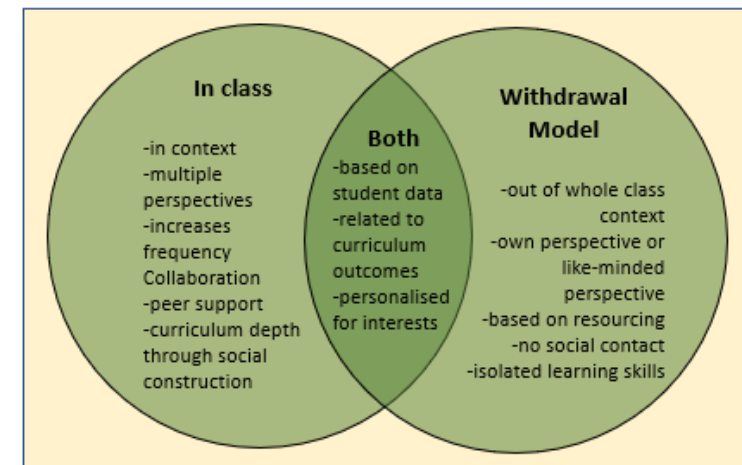 In class
-in context
-multiple
perspectives
-increases
frequency
Collaboration
-peer support
-curriculum depth
through social
construction
Both
-based on
student data
-related to
curriculum
outcomes
-personalised
for interests
Withdrawal
Model
-out of whole class
context
-own perspective or
like-minded
perspective
-based on resourcing
-no social contact
-isolated learning skills